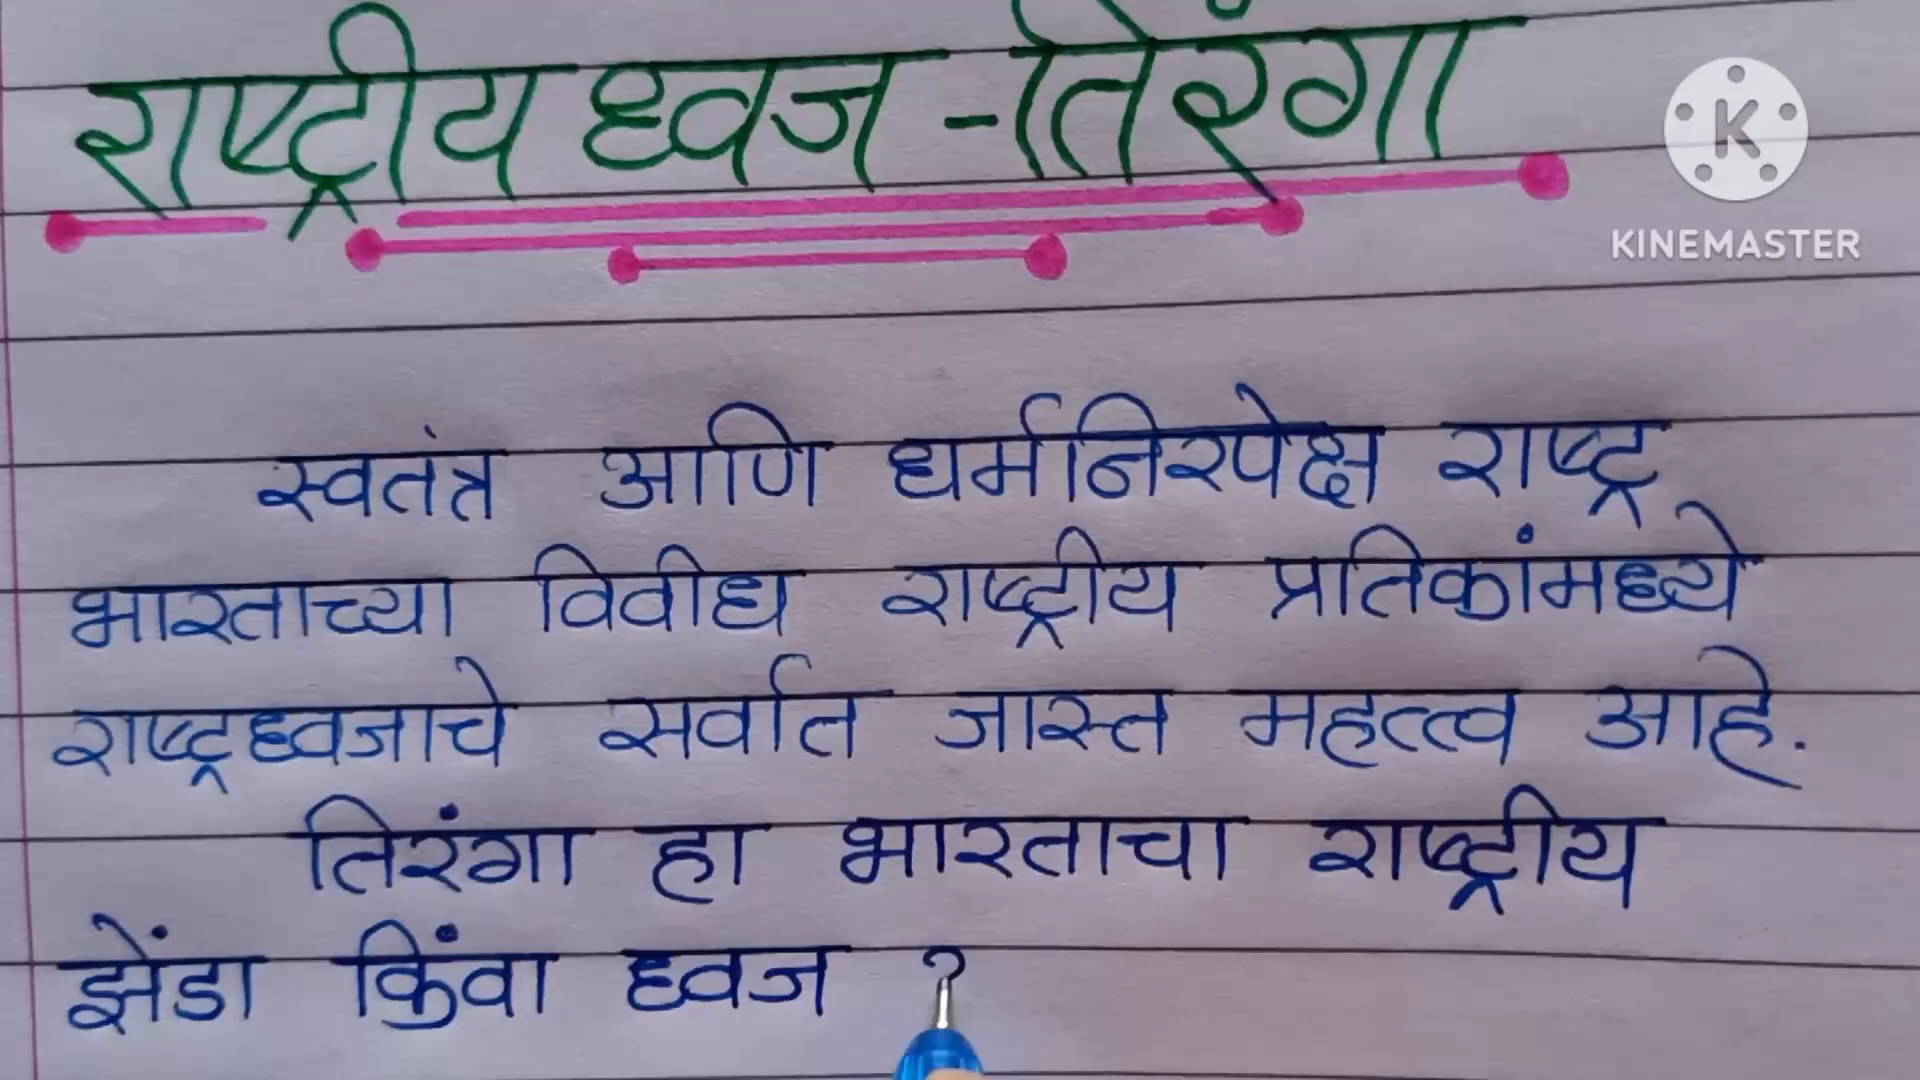 राष्ट्रीय ध्वज -तिरंगा
KINEMASTER
स्वतंत्र आणि धर्मनिरपेक्ष राष्ट्र
भारताच्या विवीध राष्ट्रीय प्रतिकांमध्ये
राष्ट्रध्वजाचे सर्वात जास्त महत्त्व आहे.
तिरंगा हा भारताचा राष्ट्रीय
झेंडा किंवा ध्वज